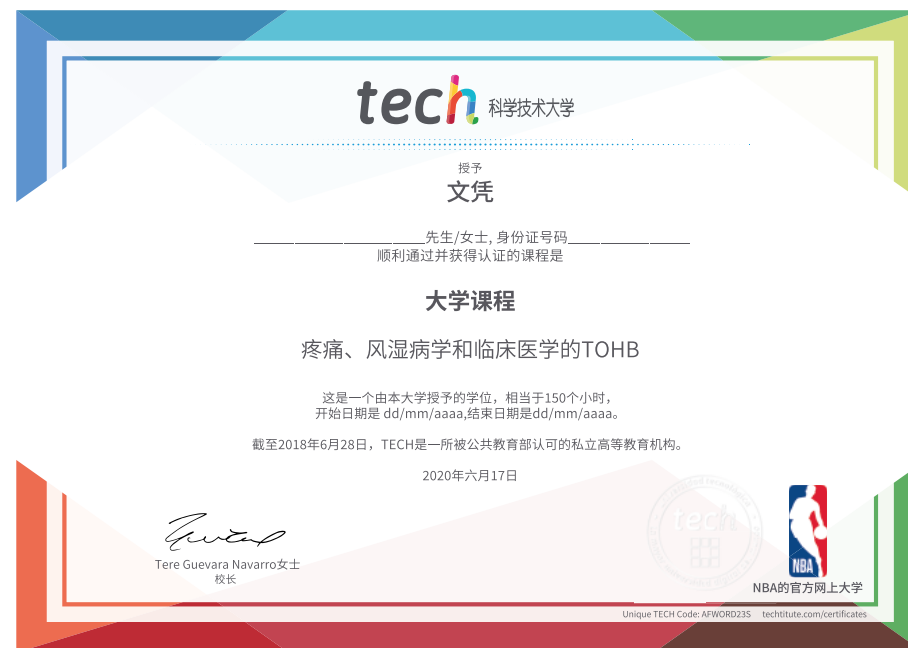 tech 科学技术大学
授予
文凭
____________________先生/女士, 身份证号码______________
顺利通过并获得认证的课程是
大学课程
疼痛、风湿病学和临床医学的TOHB
这是一个由本大学授予的学位，相当于150个小时，
开始日期是 dd/mm/aaaa,结束日期是dd/mm/aaaa。
截至2018年6月28日，TECH是一所被公共教育部认可的私立高等教育机构。
2020年六月17日
tech
NBA
Tere Guevara Navarro女士
校长
NBA的官方网上大学
Unique TECH Code: AFWORD23S techtitute.com/certificates